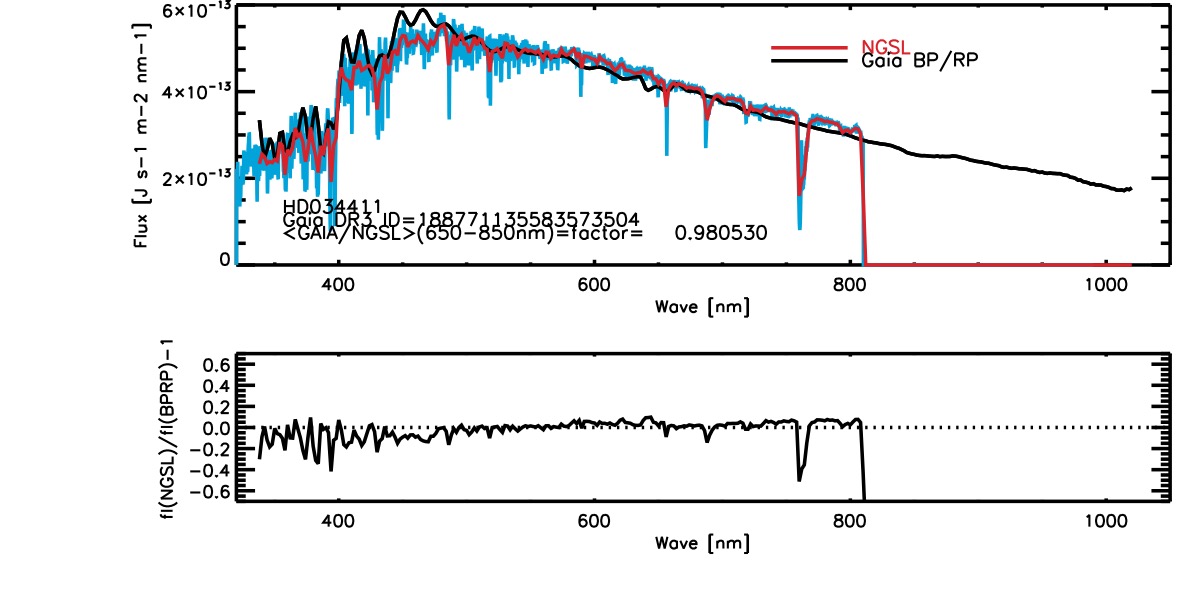 6×10−13
4×10−13
2×10−13
0
Flux [J s−1 m−2 nm−1]
NGSL
Gaia BP/RP
HD034411
Gaia DR3 ID=188771135583573504
<GAIA/NGSL>(650−850nm)=factor= 0.980530
400 600 800 1000
Wave [nm]
fl(NGSL)/fl(BPRP)−1
0.6
0.4
0.2
0.0
−0.2
−0.4
−0.6
400 600 800 1000
Wave [nm]